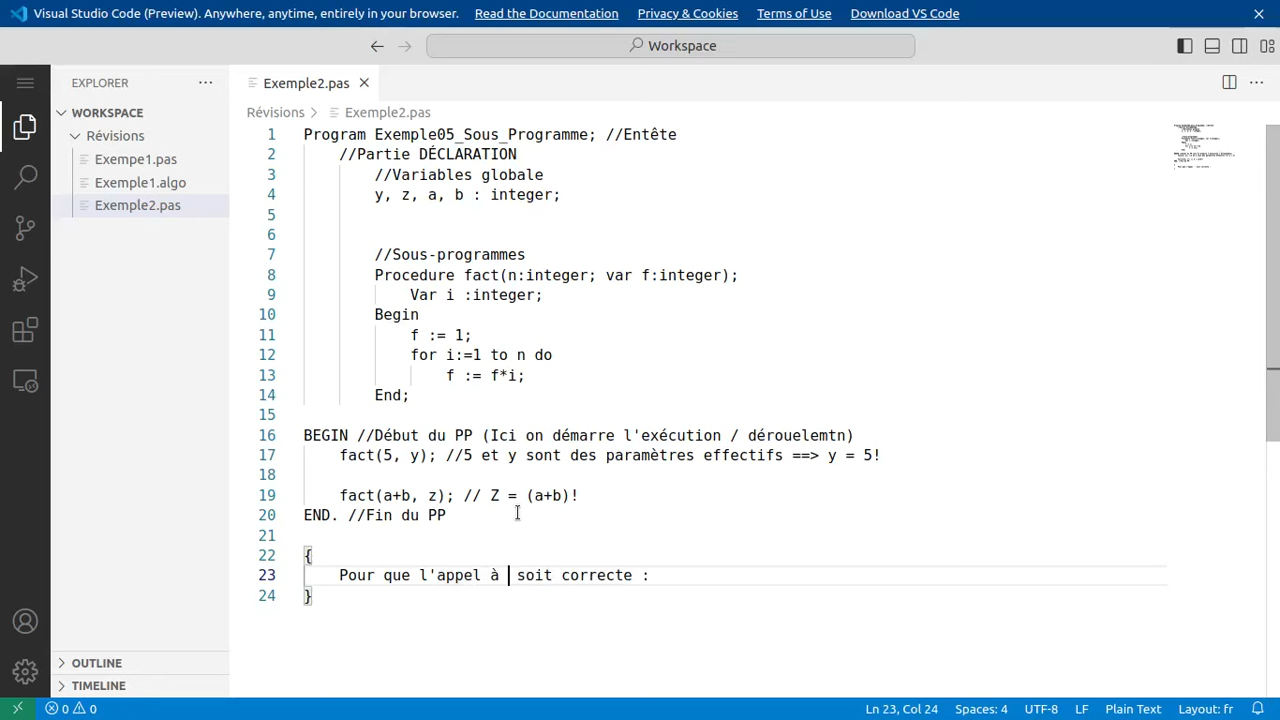 Visual Studio Code (Preview). Anywhere, anytime, entirely in your browser. Read the Documentation Privacy & Cookies Terms of Use Download VS Code
Workspace
EXPLORER
WORKSPACE
Révisions
Exempe1.pas
Exemple1.algo
Exemple2.pas
OUTLINE
TIMELINE
Exemple2.pas
Révisions > Exemple2.pas
1 Program Exemple05_Sous_Programme; //Entête
2 //Partie DÉCLARATION
3 //Variables globale
4 y, z, a, b : integer;
5
6
7 //Sous-programmes
8 Procedure fact(n:integer; var f:integer);
9 Var i :integer;
10 Begin
11 f := 1;
12 for i:=1 to n do
13 f := f*i;
14 End;
15
16 BEGIN //Début du PP (Ici on démarre l'exécution / dérouelemtn)
17 fact(5, y); //5 et y sont des paramètres effectifs ==> y = 5!
18
19 fact(a+b, z); // Z = (a+b)!
20 END. //Fin du PP
21
22 {
23 Pour que l'appel à soit correcte :
24 }
0 0 Ln 23, Col 24 Spaces: 4 UTF-8 LF Plain Text Layout: fr